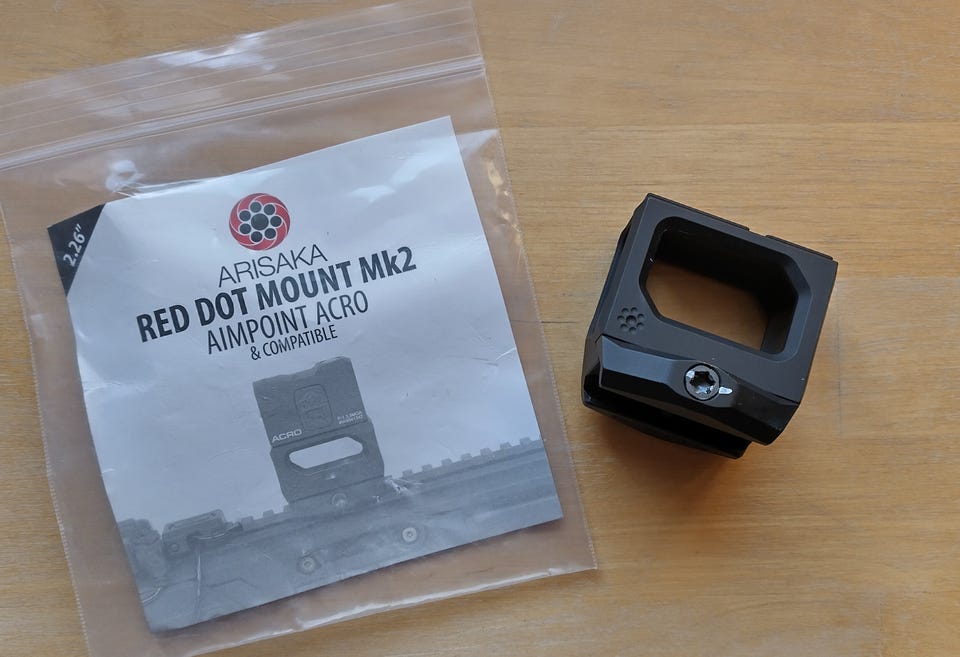 2.26"
ARISAKA
RED DOT MOUNT Mk2
AIMPOINT ACRO
& COMPATIBLE
ACRO